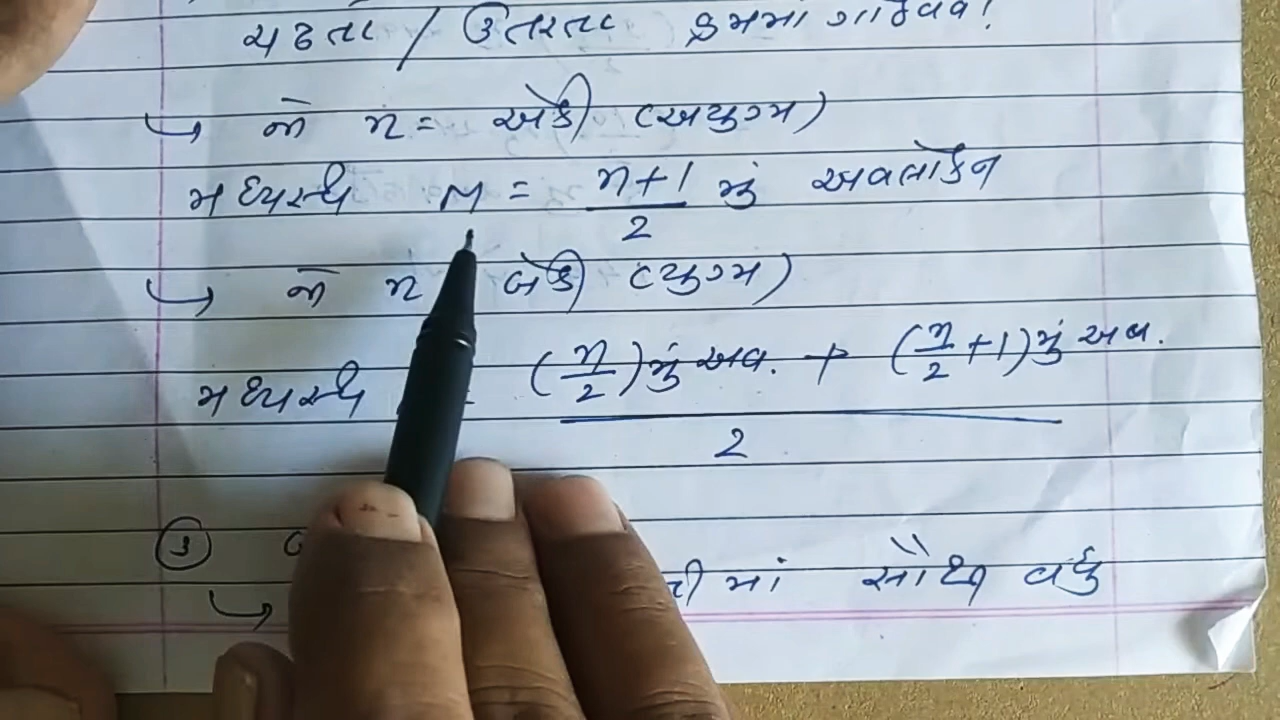 ચઢતા / ઉતરતા ક્રમમાં ગોઠવવા!
↳ જો n = એકી (અયુગ્મ)
મધ્યસ્થ M = n+1/2 મું અવલોકન
↳ જો n બેકી (યુગ્મ)
મધ્યસ્થ = (n/2)મું અવ. + (n/2+1)મું અવ. / 2
③
↳ માં સૌથી વધુ